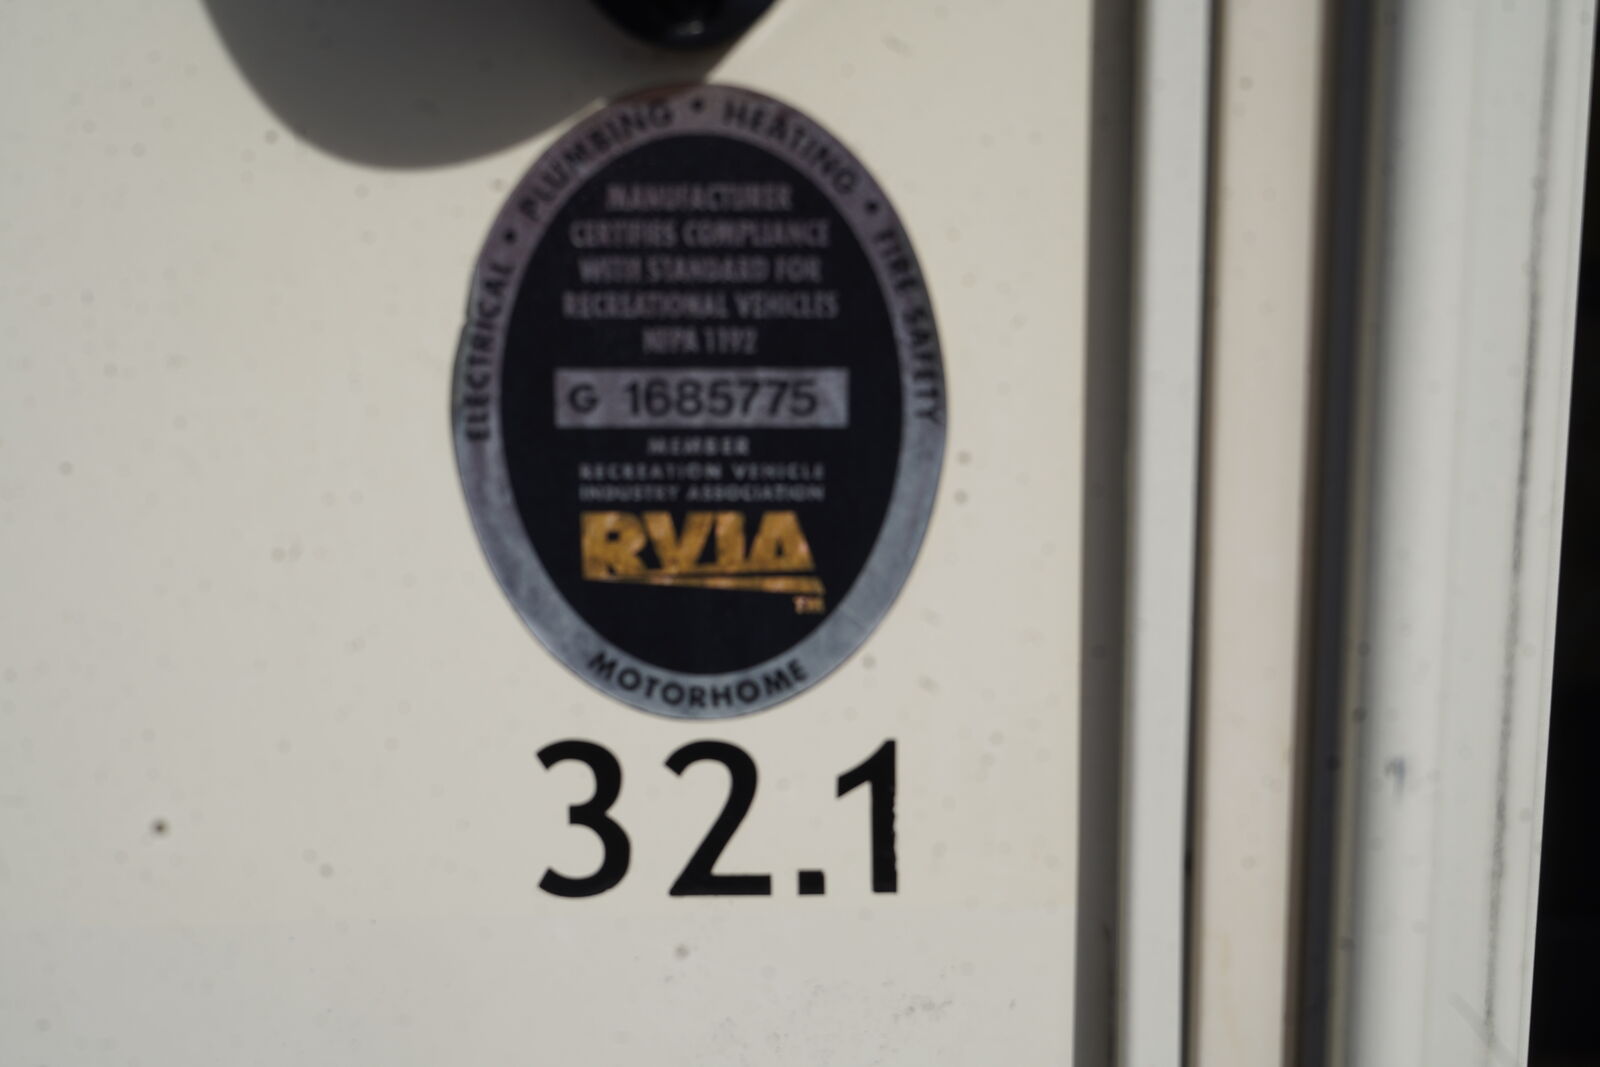 ELECTRICAL • PLUMBING • HEATING • FIRE-SAFETY
MANUFACTURER
CERTIFIES COMPLIANCE
WITH STANDARD FOR
RECREATIONAL VEHICLES
NFPA 1192
G 1685775
MEMBER
RECREATION VEHICLE
INDUSTRY ASSOCIATION
RVIA
TM
MOTORHOME
32.1